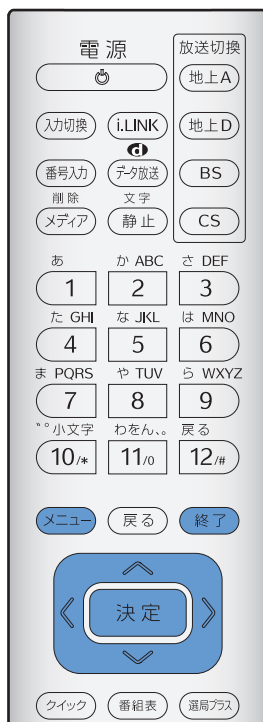 電源 放送切換
地上A
入力切換 i.LINK 地上D
d
番号入力 データ放送 BS
削除 文字
メディア 静止 CS
あ か ABC さ DEF
1 2 3
た GHI な JKL は MNO
4 5 6
ま PQRS や TUV ら WXYZ
7 8 9
゛゜小文字 わをん、。 戻る
10/* 11/0 12/#
メニュー 戻る 終了
決定
クイック 番組表 選局プラス